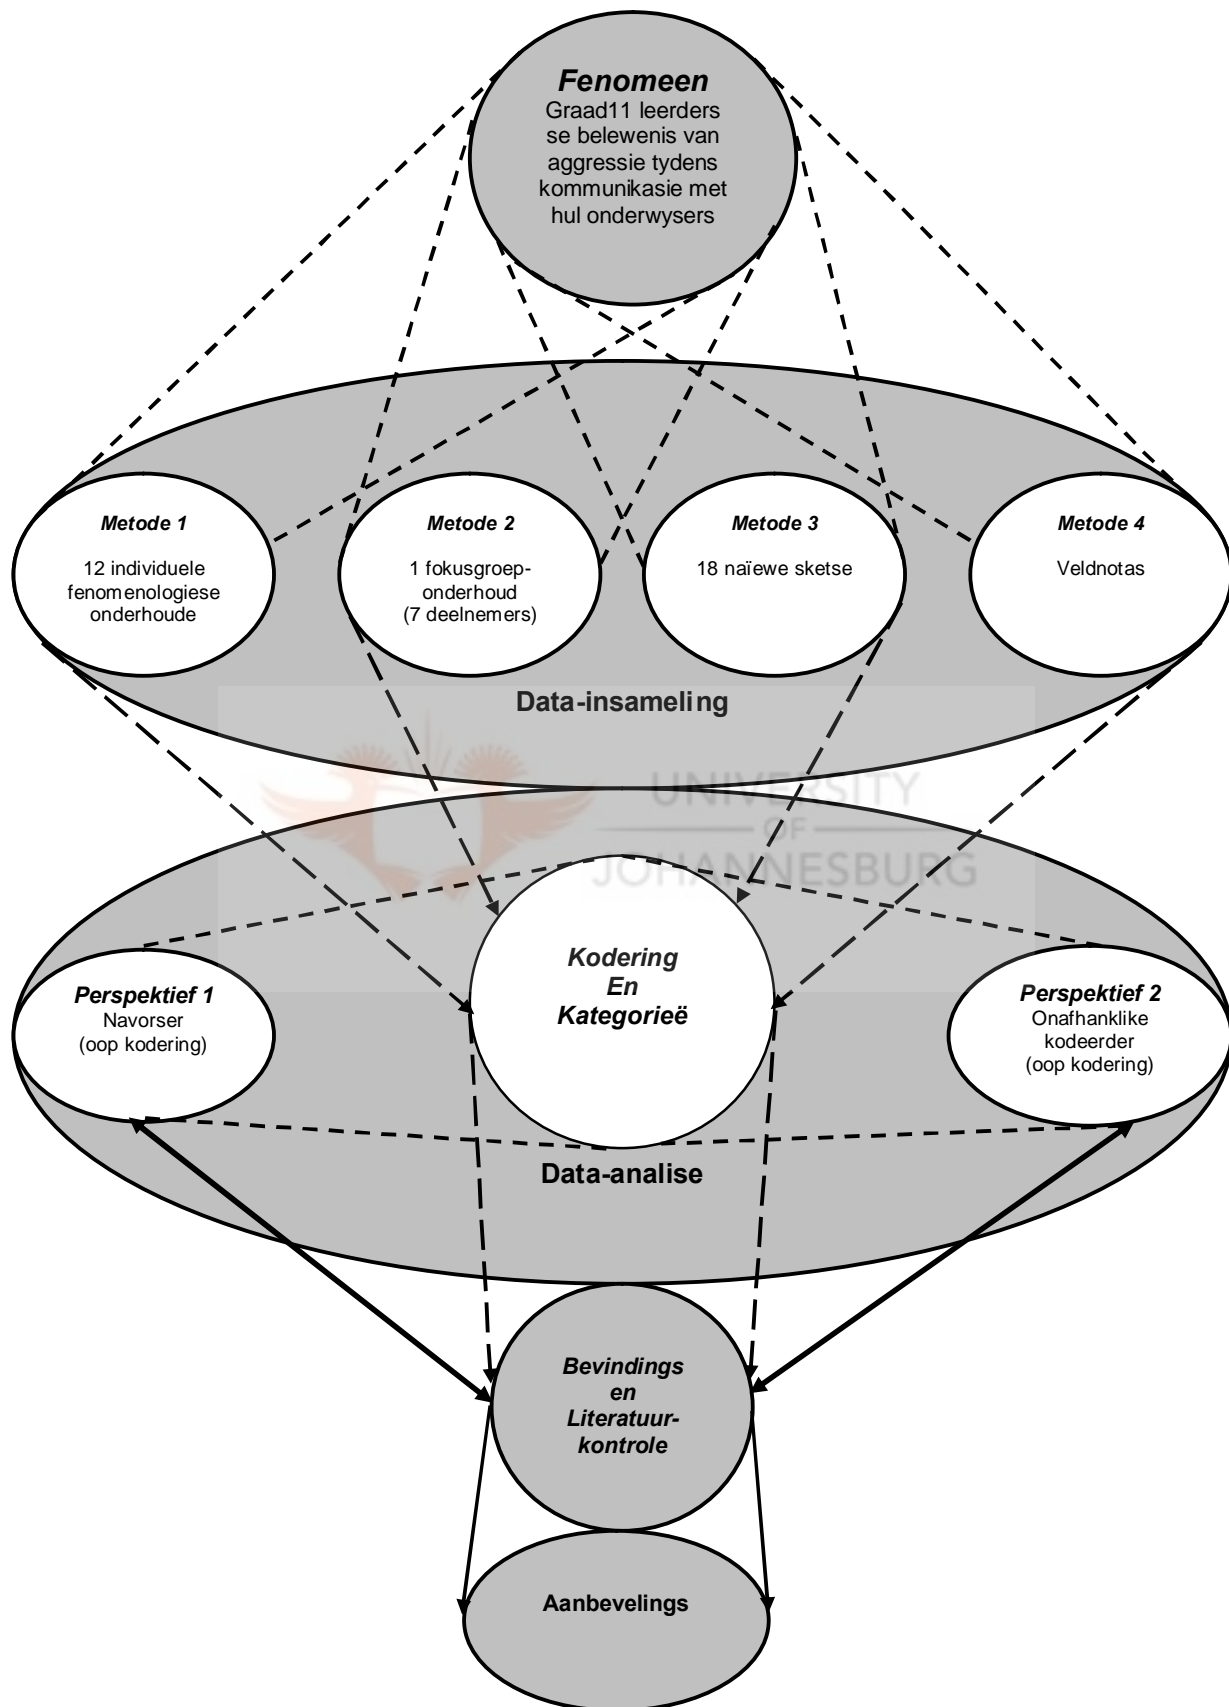 Fenomeen
Graad11 leerders
se belewenis van
aggressie tydens
kommunikasie met
hul onderwysers
Metode 1
12 individuele
fenomenologiese
onderhoude
Metode 2
1 fokusgroep-
onderhoud
(7 deelnemers)
Metode 3
18 naïewe sketse
Metode 4
Veldnotas
Data-insameling
UNIVERSITY
OF
JOHANNESBURG
Perspektief 1
Navorser
(oop kodering)
Kodering
En
Kategorieë
Perspektief 2
Onafhanklike
kodeerder
(oop kodering)
Data-analise
Bevindings
en
Literatuur-
kontrole
Aanbevelings